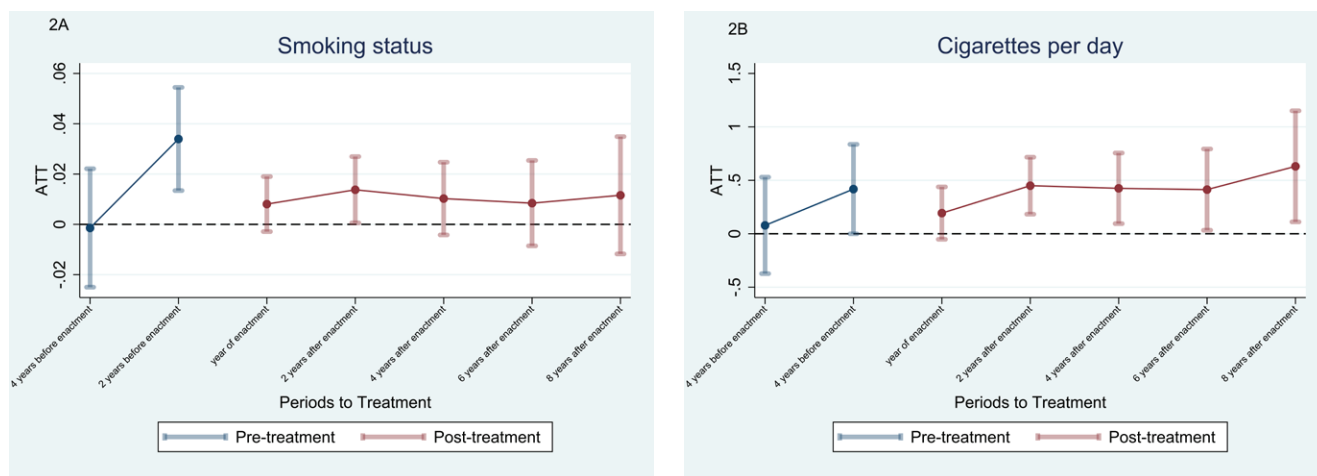 2A
Smoking status
.06
.04
.02
0
-.02
ATT
4 years before enactment
2 years before enactment
year of enactment
2 years after enactment
4 years after enactment
6 years after enactment
8 years after enactment
Periods to Treatment
Pre-treatment
Post-treatment
2B
Cigarettes per day
1.5
1
.5
0
-.5
ATT
4 years before enactment
4 years before enactment
year of enactment
2 years after enactment
4 years after enactment
6 years after enactment
8 years after enactment
Periods to Treatment
Pre-treatment
Post-treatment